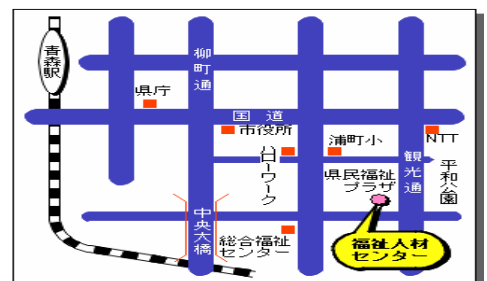 青森駅
柳町通
県庁
国道
市役所
ハローワーク
浦町小
NTT
観光通
平和公園
県民福祉
プラザ
中央大橋
総合福祉
センター
福祉人材
センター